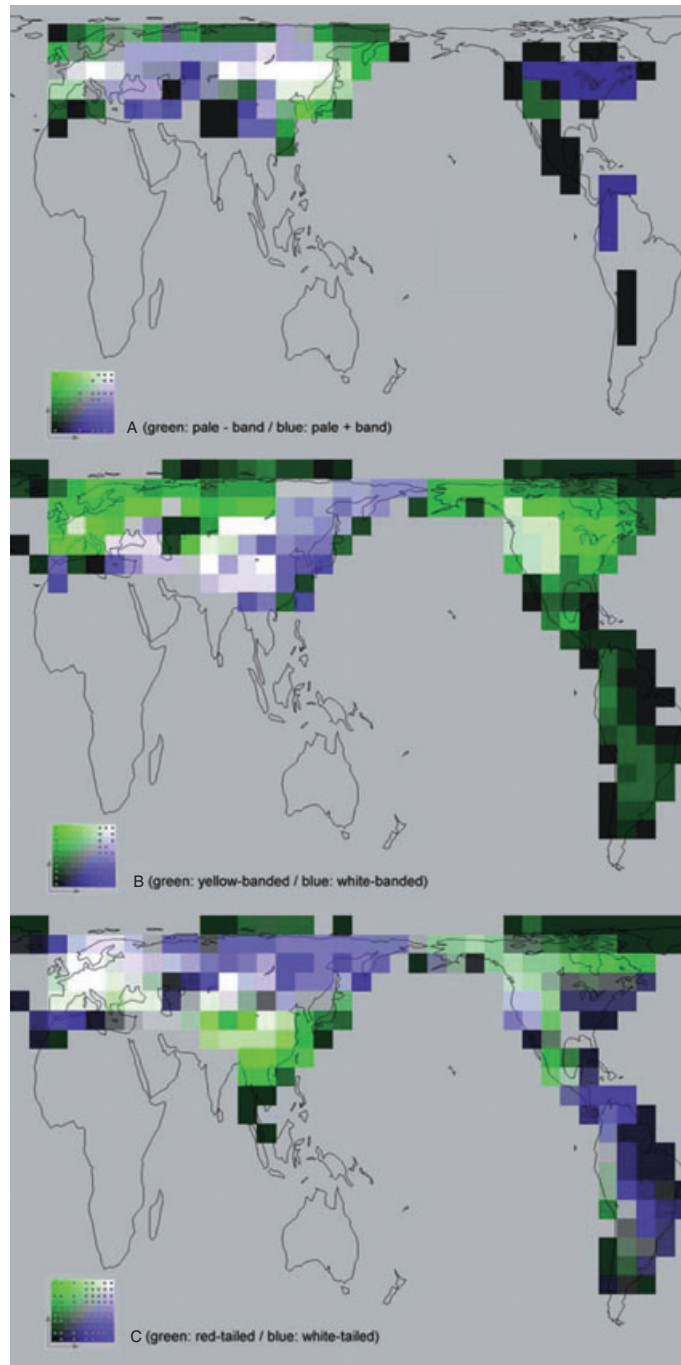 A (green: pale - band / blue: pale + band)
B (green: yellow-banded / blue: white-banded)
C (green: red-tailed / blue: white-tailed)